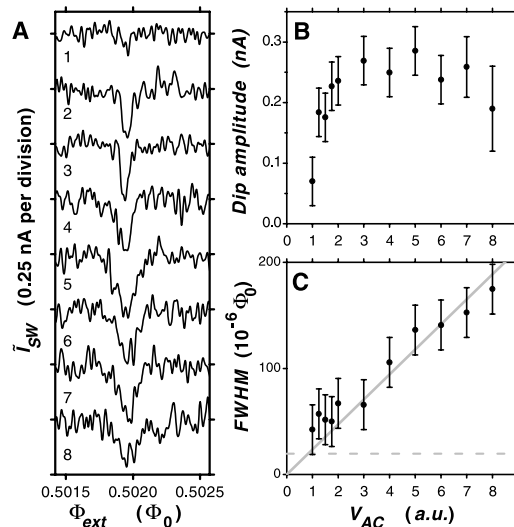 A
1
2
3
4
5
6
7
8
Ĩ_SW (0.25 nA per division)
0.5015 0.5020 0.5025
Φ_ext (Φ_0)
B
Dip amplitude (nA)
0.3
0.2
0.1
0.0
0 1 2 3 4 5 6 7 8
C
FWHM (10^-6 Φ_0)
200
100
0
0 1 2 3 4 5 6 7 8
V_AC (a.u.)